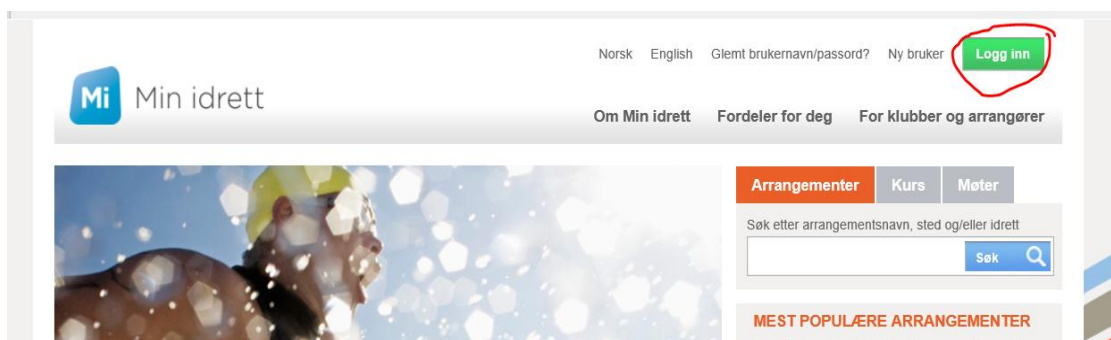 Norsk English Glemt brukernavn/passord? Ny bruker Logg inn
Mi Min idrett
Om Min idrett Fordeler for deg For klubber og arrangører
Arrangementer Kurs Møter
Søk etter arrangementsnavn, sted og/eller idrett
Søk
MEST POPULÆRE ARRANGEMENTER